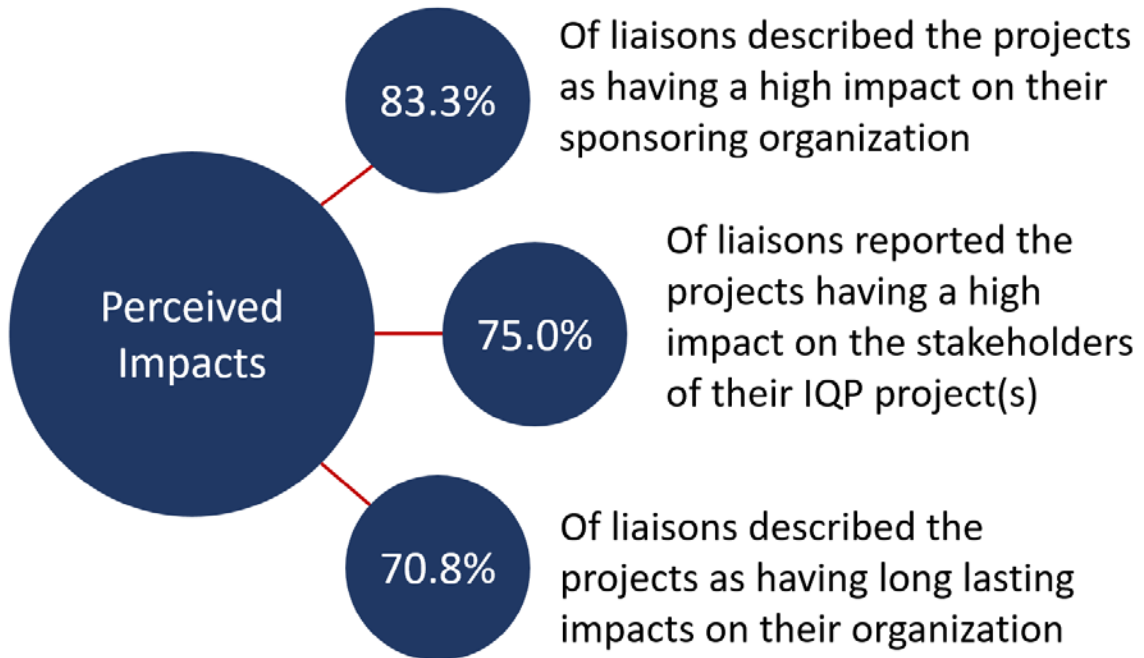 83.3%
Of liaisons described the projects
as having a high impact on their
sponsoring organization
Perceived
Impacts
75.0%
Of liaisons reported the
projects having a high
impact on the stakeholders
of their IQP project(s)
70.8%
Of liaisons described the
projects as having long lasting
impacts on their organization